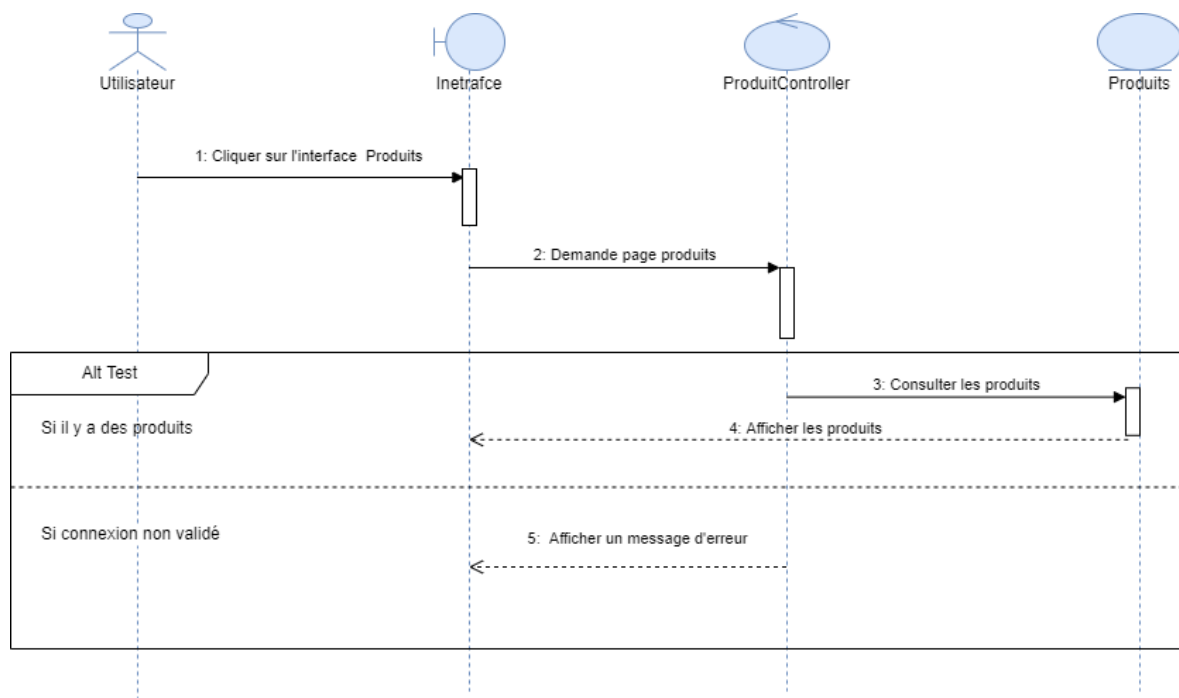 Utilisateur
Inetrafce
ProduitController
Produits
1: Cliquer sur l'interface Produits
2: Demande page produits
Alt Test
3: Consulter les produits
Si il y a des produits
4: Afficher les produits
Si connexion non validé
5: Afficher un message d'erreur